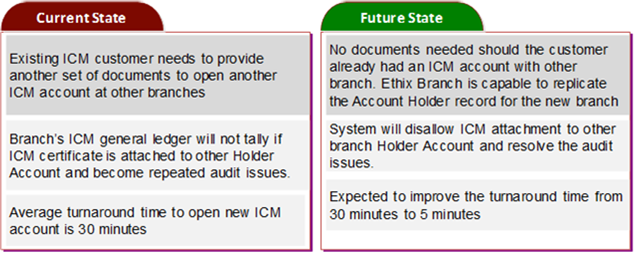 Current State
Existing ICM customer needs to provide
another set of documents to open another
ICM account at other branches
Branch's ICM general ledger will not tally if
ICM certificate is attached to other Holder
Account and become repeated audit issues.
Average turnaround time to open new ICM
account is 30 minutes
Future State
No documents needed should the customer
already had an ICM account with other
branch. Ethix Branch is capable to replicate
the Account Holder record for the new branch
System will disallow ICM attachment to other
branch Holder Account and resolve the audit
issues.
Expected to improve the turnaround time from
30 minutes to 5 minutes